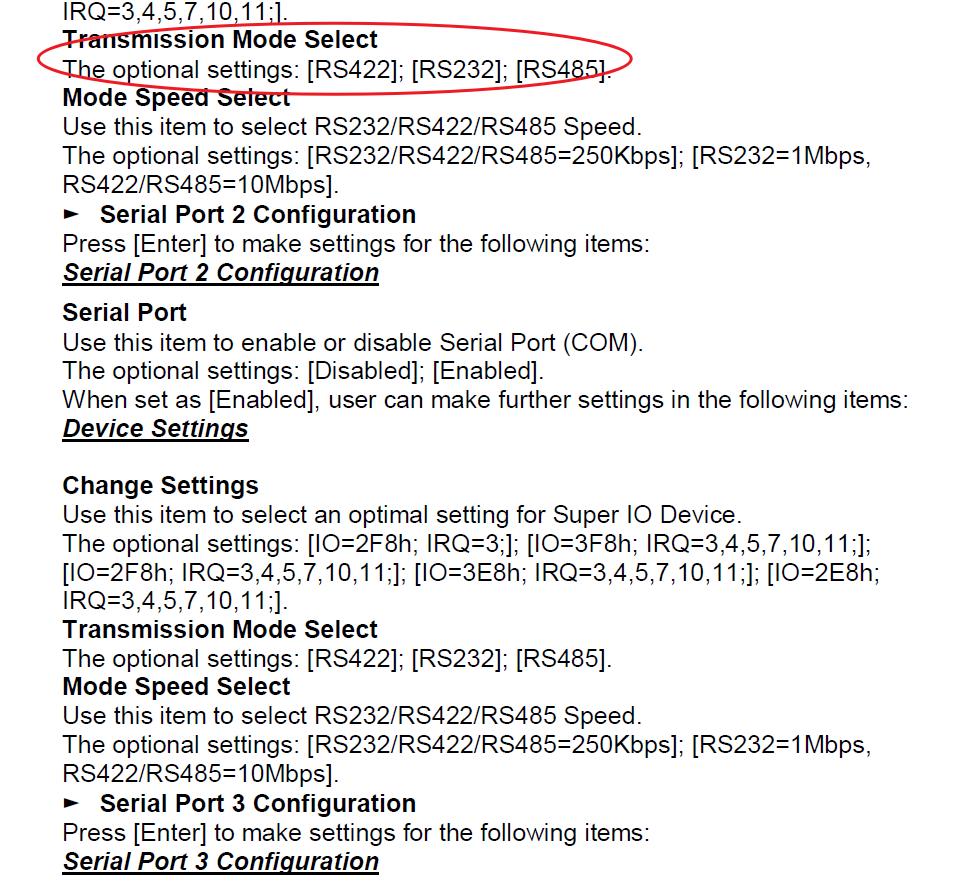 IRQ=3,4,5,7,10,11;].
Transmission Mode Select
The optional settings: [RS422]; [RS232]; [RS485].
Mode Speed Select
Use this item to select RS232/RS422/RS485 Speed.
The optional settings: [RS232/RS422/RS485=250Kbps]; [RS232=1Mbps,
RS422/RS485=10Mbps].
► Serial Port 2 Configuration
Press [Enter] to make settings for the following items:
Serial Port 2 Configuration
Serial Port
Use this item to enable or disable Serial Port (COM).
The optional settings: [Disabled]; [Enabled].
When set as [Enabled], user can make further settings in the following items:
Device Settings
Change Settings
Use this item to select an optimal setting for Super IO Device.
The optional settings: [IO=2F8h; IRQ=3;]; [IO=3F8h; IRQ=3,4,5,7,10,11;];
[IO=2F8h; IRQ=3,4,5,7,10,11;]; [IO=3E8h; IRQ=3,4,5,7,10,11;]; [IO=2E8h;
IRQ=3,4,5,7,10,11;].
Transmission Mode Select
The optional settings: [RS422]; [RS232]; [RS485].
Mode Speed Select
Use this item to select RS232/RS422/RS485 Speed.
The optional settings: [RS232/RS422/RS485=250Kbps]; [RS232=1Mbps,
RS422/RS485=10Mbps].
► Serial Port 3 Configuration
Press [Enter] to make settings for the following items:
Serial Port 3 Configuration